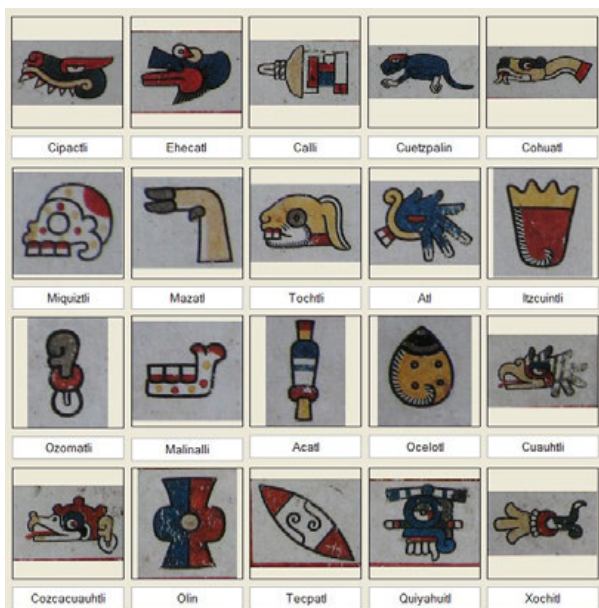 Cipactli Ehecatl Calli Cuetzpalin Cohuatl
Miquiztli Mazatl Tochtli Atl Itzcuintli
Ozomatli Malinalli Acatl Ocelotl Cuauhtli
Cozcacuauhtli Olin Tecpatl Quiyahuitl Xochitl